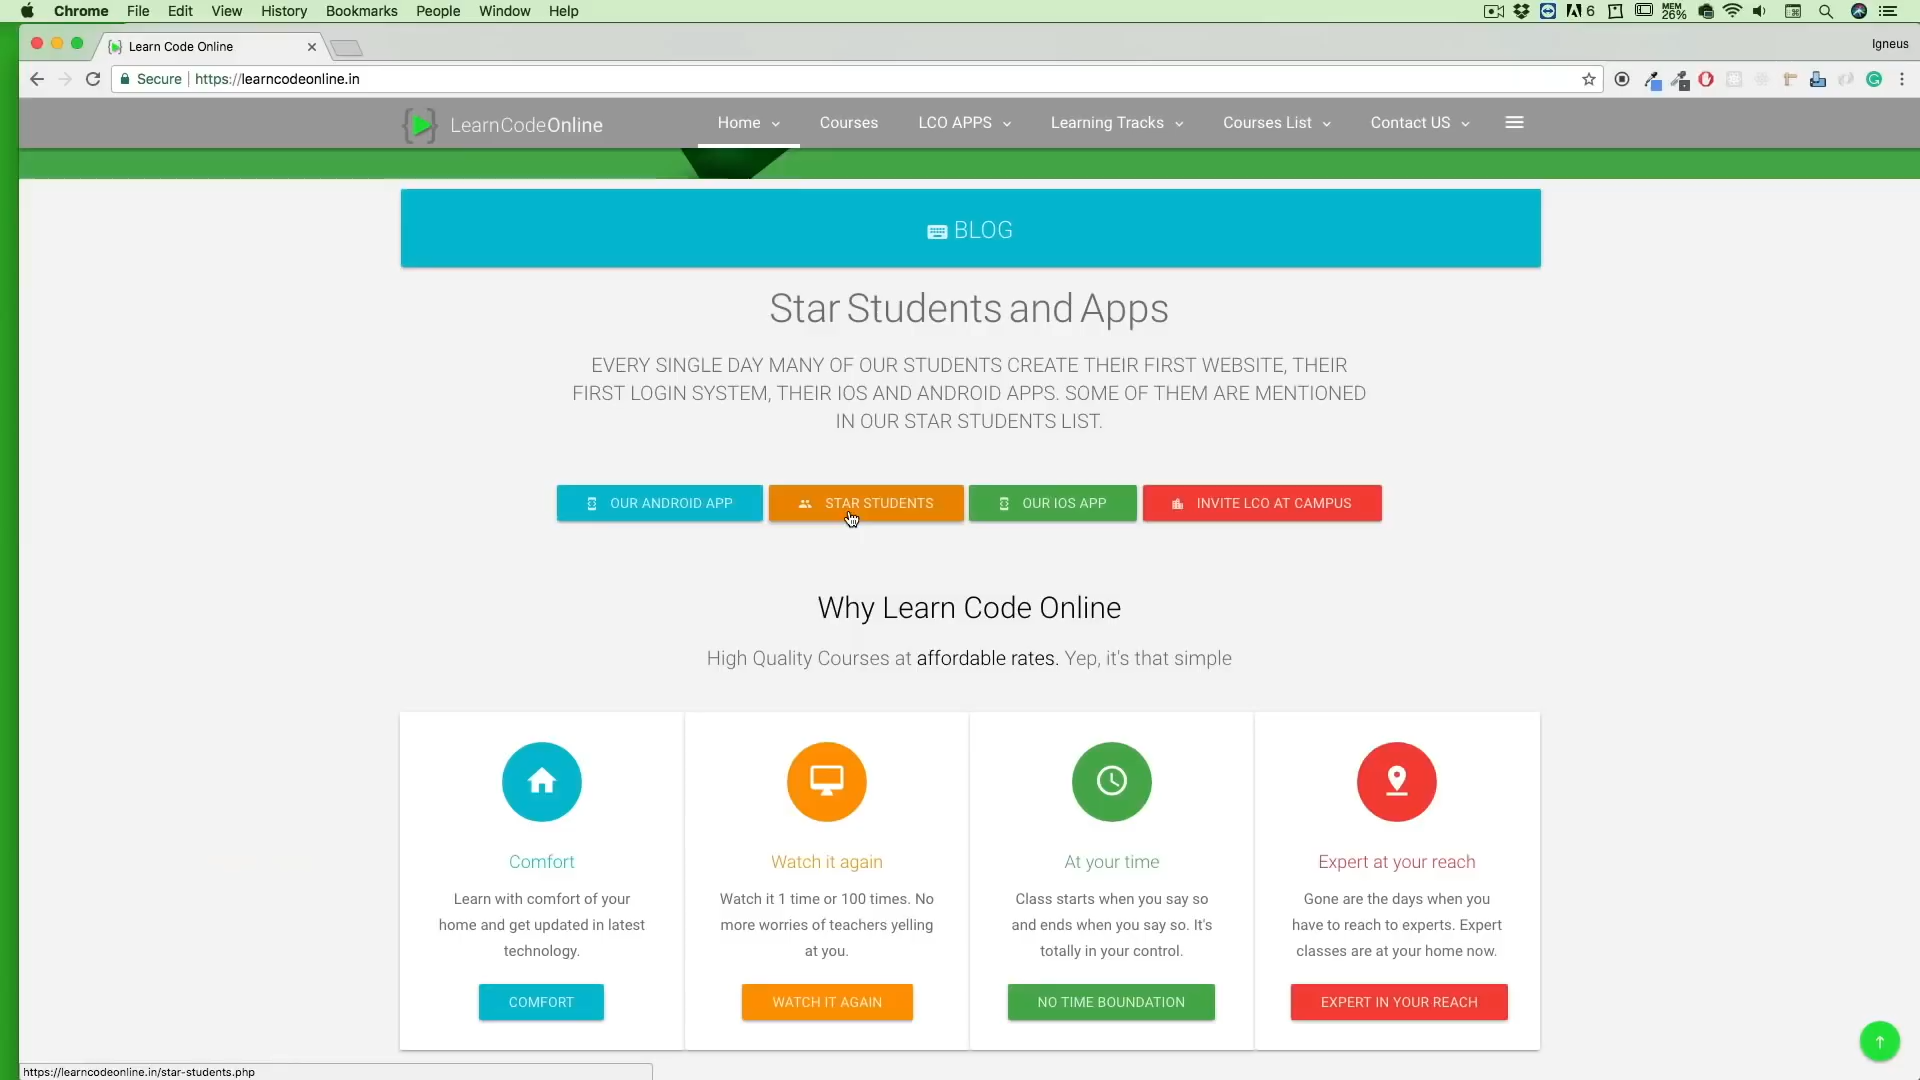 Chrome File Edit View History Bookmarks People Window Help
6 MEM 26%
Learn Code Online
Igneus
Secure https://learncodeonline.in
LearnCodeOnline
Home Courses LCO APPS Learning Tracks Courses List Contact US
BLOG
Star Students and Apps
EVERY SINGLE DAY MANY OF OUR STUDENTS CREATE THEIR FIRST WEBSITE, THEIR
FIRST LOGIN SYSTEM, THEIR IOS AND ANDROID APPS. SOME OF THEM ARE MENTIONED
IN OUR STAR STUDENTS LIST.
OUR ANDROID APP STAR STUDENTS OUR IOS APP INVITE LCO AT CAMPUS
Why Learn Code Online
High Quality Courses at affordable rates. Yep, it's that simple
Comfort
Learn with comfort of your
home and get updated in latest
technology.
COMFORT
Watch it again
Watch it 1 time or 100 times. No
more worries of teachers yelling
at you.
WATCH IT AGAIN
At your time
Class starts when you say so
and ends when you say so. It's
totally in your control.
NO TIME BOUNDATION
Expert at your reach
Gone are the days when you
have to reach to experts. Expert
classes are at your home now.
EXPERT IN YOUR REACH
https://learncodeonline.in/star-students.php